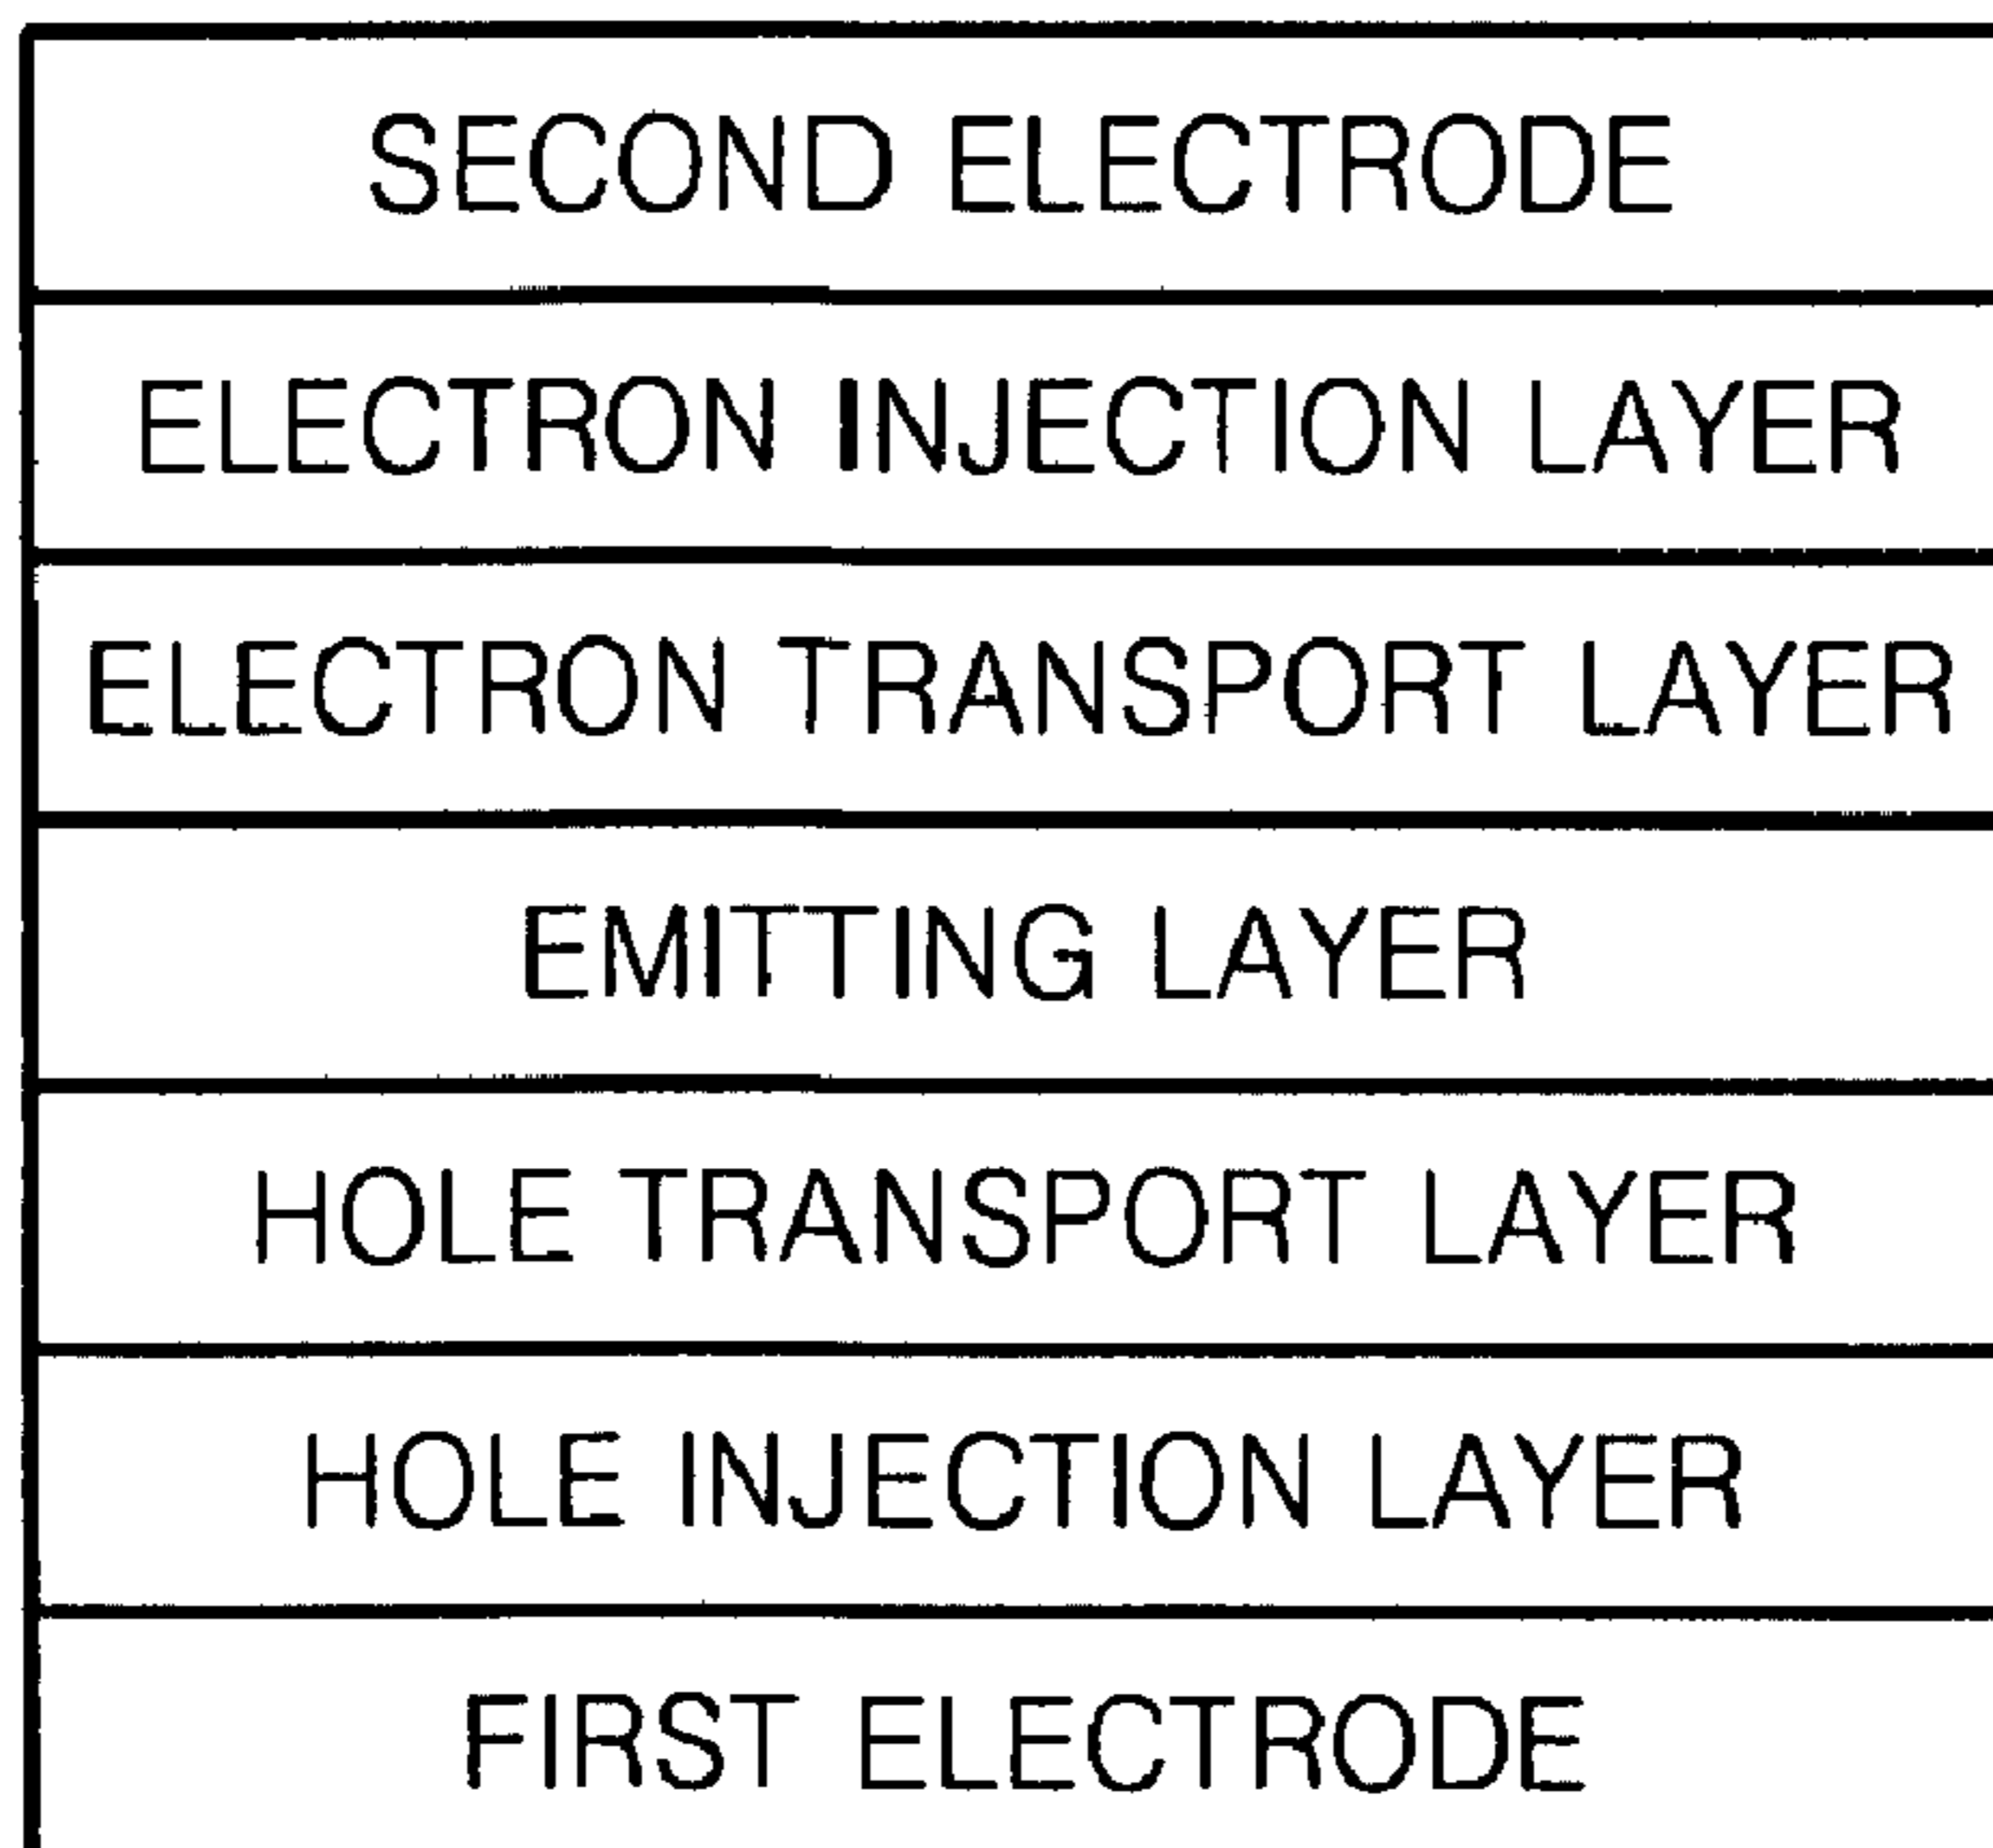 SECOND ELECTRODE
ELECTRON INJECTION LAYER
ELECTRON TRANSPORT LAYER
EMITTING LAYER
HOLE TRANSPORT LAYER
HOLE INJECTION LAYER
FIRST ELECTRODE